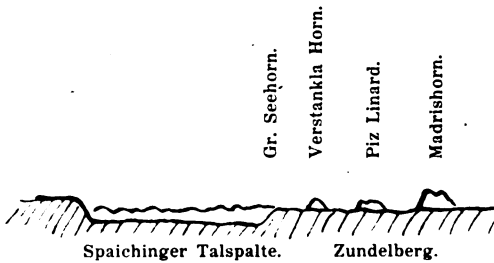 Gr. Seehorn.
Verstankla Horn.
Piz Linard.
Madrishorn.
Spaichinger Talspalte.
Zundelberg.